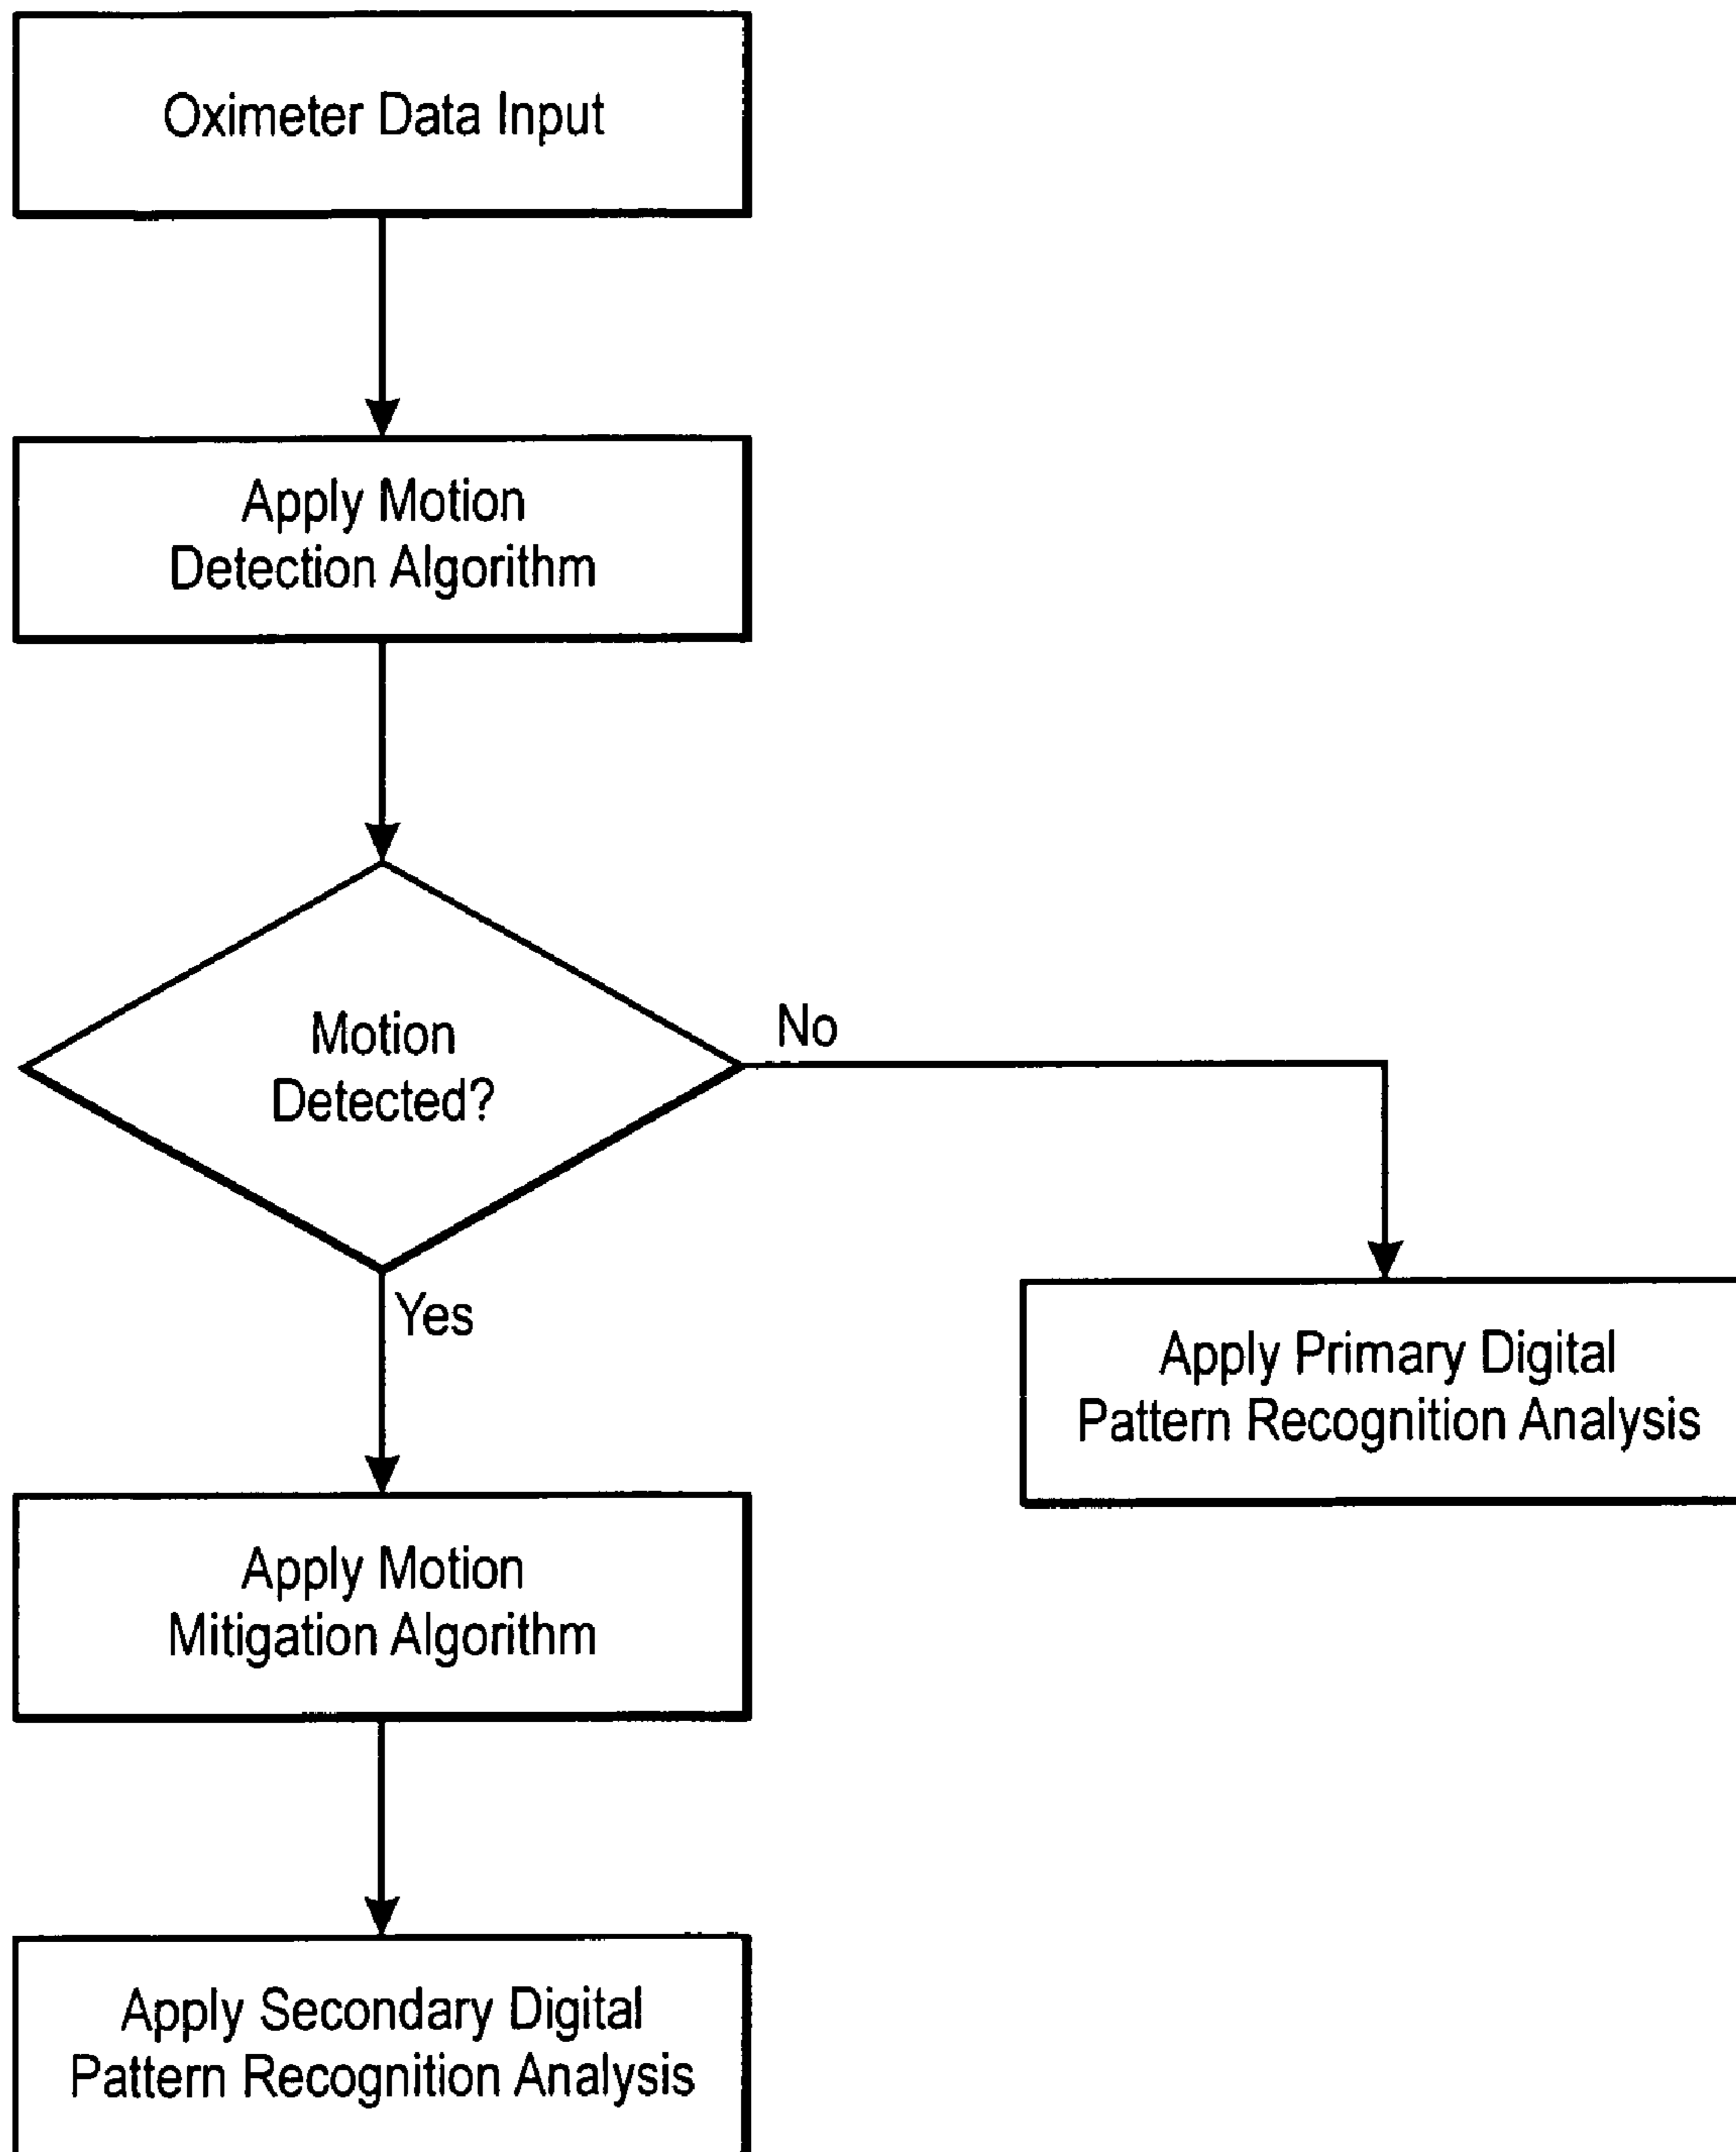 Oximeter Data Input
Apply Motion
Detection Algorithm
Motion
Detected?
No
Yes
Apply Primary Digital
Pattern Recognition Analysis
Apply Motion
Mitigation Algorithm
Apply Secondary Digital
Pattern Recognition Analysis